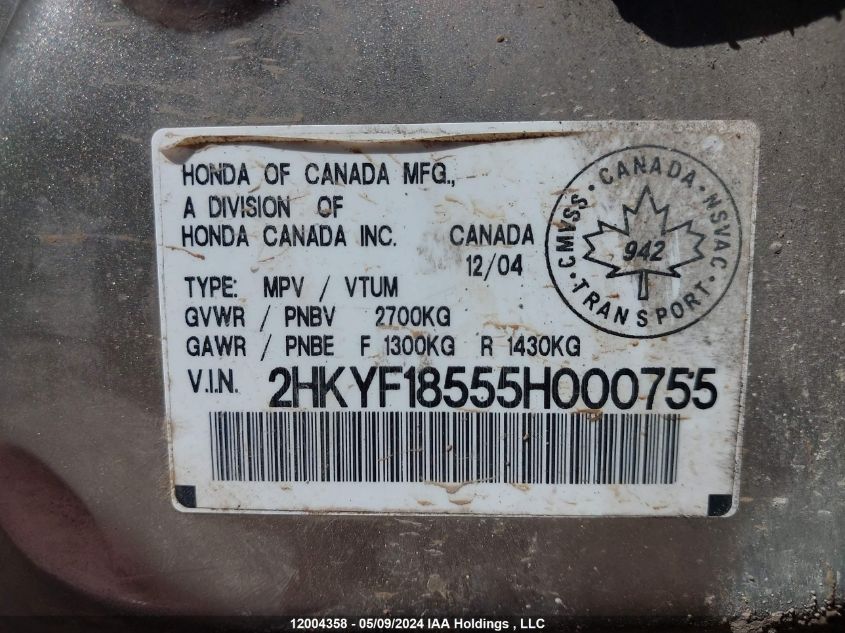 HONDA OF CANADA MFG.,
A DIVISION OF
HONDA CANADA INC. CANADA
12/04
TYPE: MPV / VTUM
GVWR / PNBV 2700KG
GAWR / PNBE F 1300KG R 1430KG
V.I.N. 2HKYF18555H000755
CMVSS · CANADA · NSVAC
942
TRANSPORT
12004358 - 05/09/2024 IAA Holdings , LLC